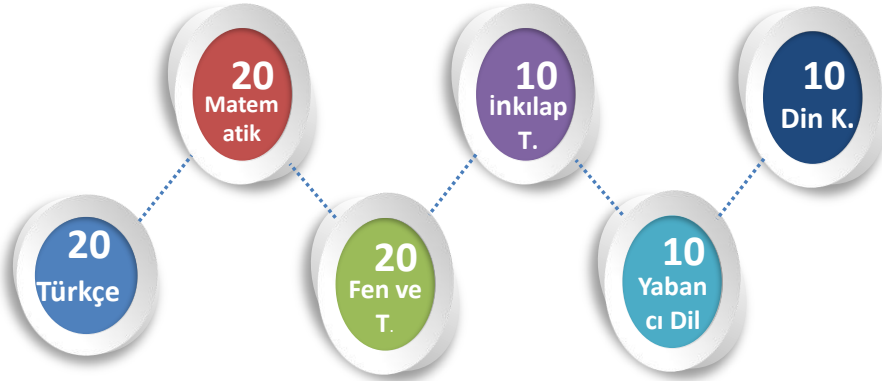 20
Türkçe
20
Matem
atik
20
Fen ve
T.
10
İnkılap
T.
10
Yaban
cı Dil
10
Din K.